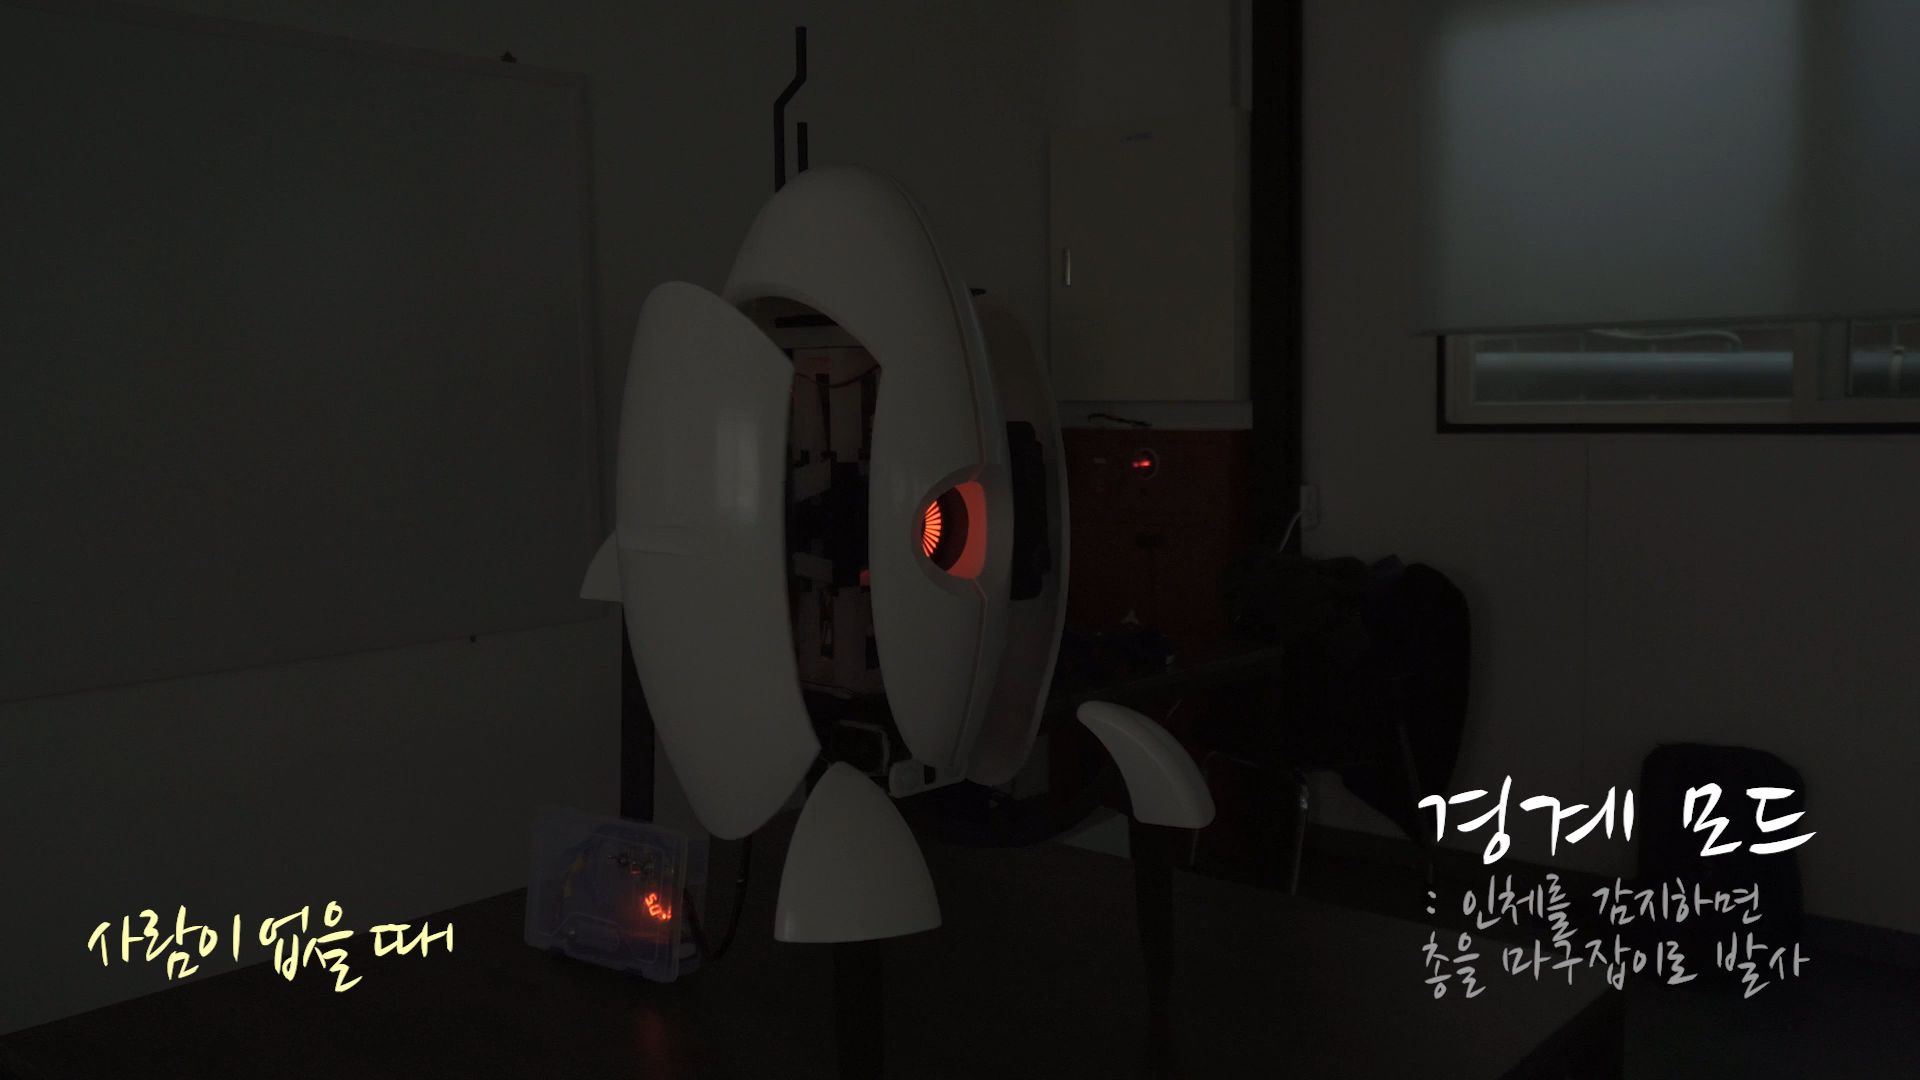 사람이 없을 때
경계 모드
: 인체를 감지하면
총을 마구잡이로 발사